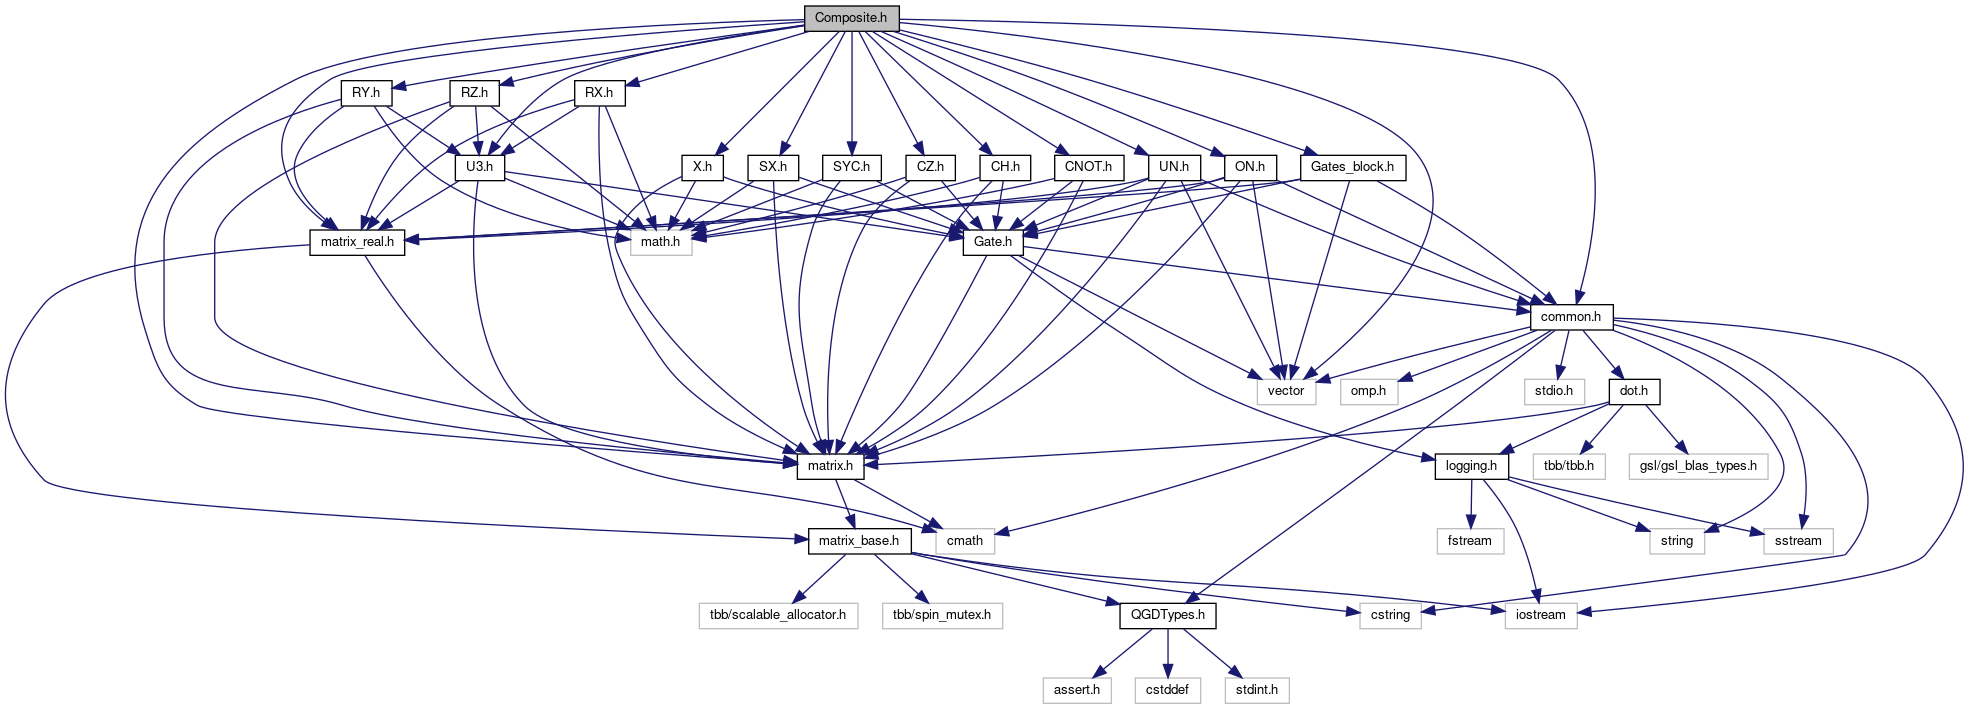 Composite.h
RY.h
RZ.h
RX.h
U3.h
X.h
SX.h
SYC.h
CZ.h
CH.h
CNOT.h
UN.h
ON.h
Gates_block.h
matrix_real.h
math.h
Gate.h
common.h
vector
omp.h
stdio.h
dot.h
matrix.h
logging.h
tbb/tbb.h
gsl/gsl_blas_types.h
matrix_base.h
cmath
fstream
string
sstream
tbb/scalable_allocator.h
tbb/spin_mutex.h
QGDTypes.h
cstring
iostream
assert.h
cstddef
stdint.h